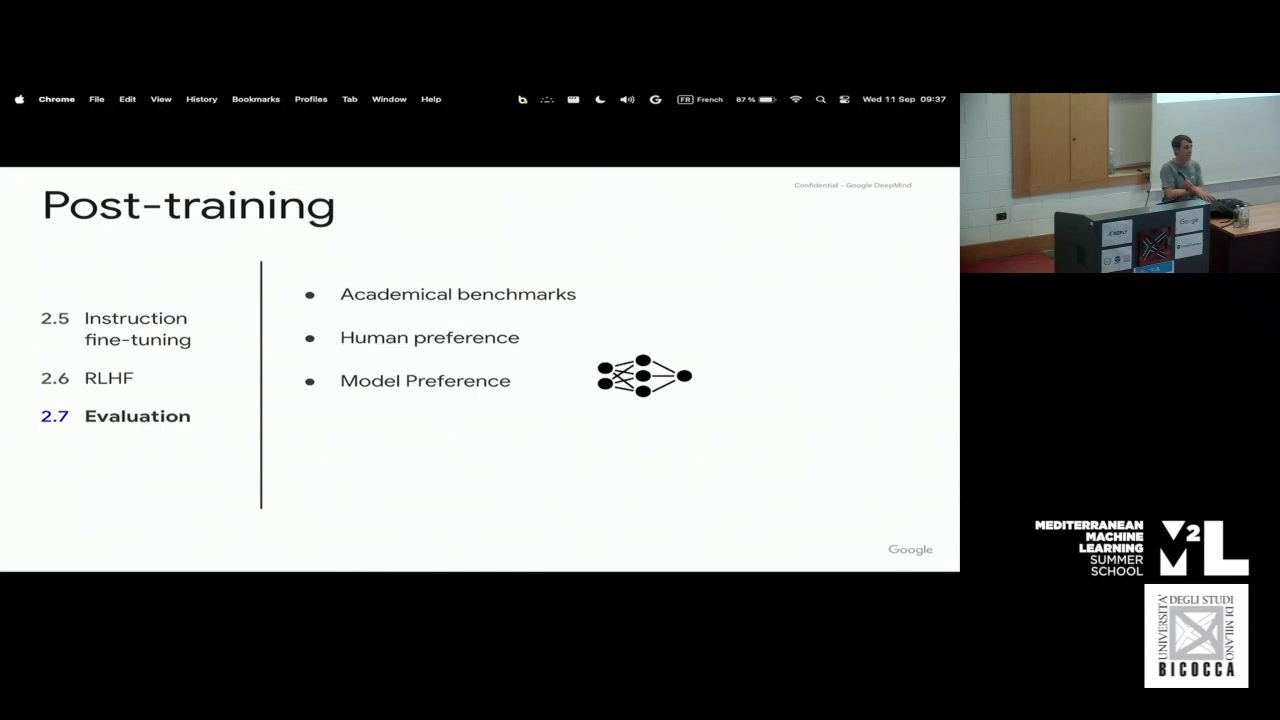 Chrome File Edit View History Bookmarks Profiles Tab Window Help
FR French 87 % Wed 11 Sep 09:37
Confidential - Google DeepMind
Post-training
2.5 Instruction
fine-tuning
2.6 RLHF
2.7 Evaluation
● Academical benchmarks
● Human preference
● Model Preference
Google
REPLY
Google
MEDITERRANEAN
MACHINE
LEARNING
SUMMER
SCHOOL
M2L
UNIVERSITÀ
DEGLI STUDI
DI MILANO
BICOCCA